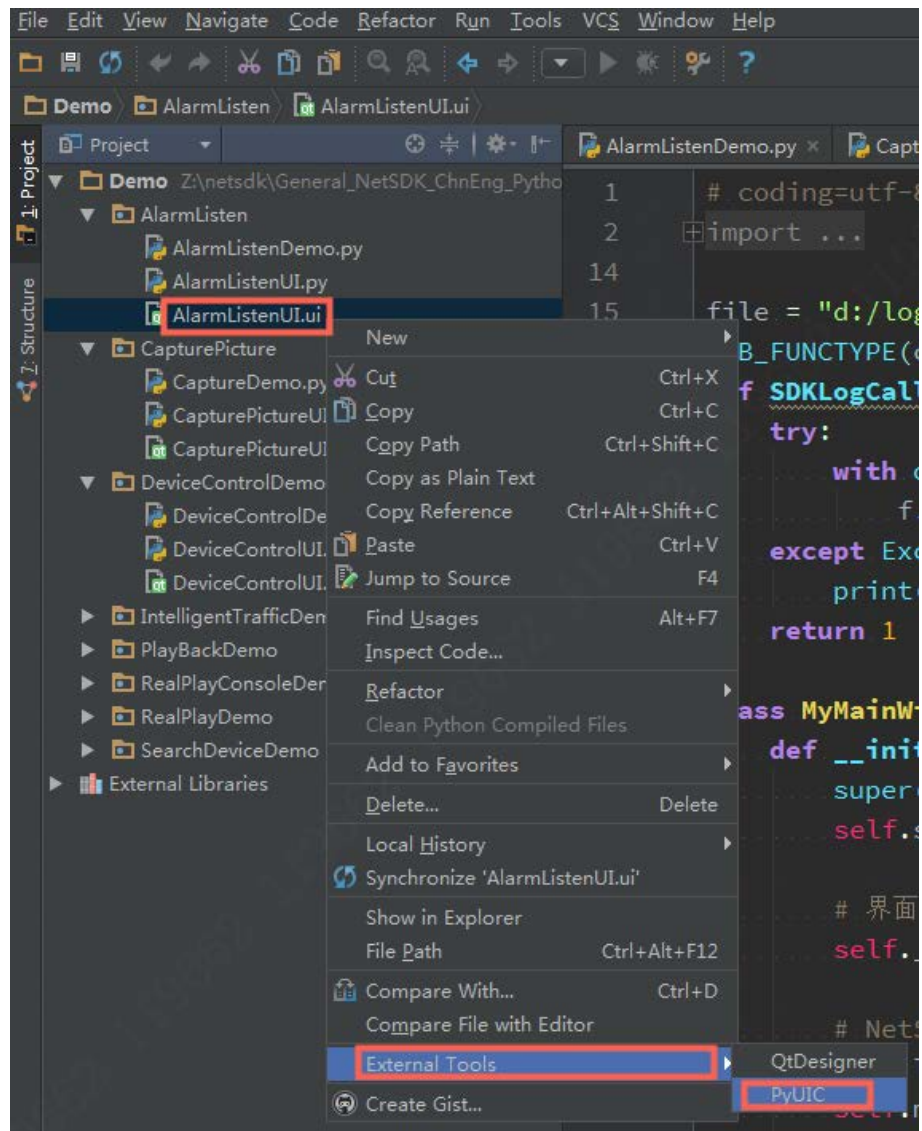 File Edit View Navigate Code Refactor Run Tools VCS Window Help
Demo AlarmListen AlarmListenUI.ui
1: Project
7: Structure
Project
Demo Z:\netsdk\General_NetSDK_ChnEng_Pytho
AlarmListen
AlarmListenDemo.py
AlarmListenUI.py
AlarmListenUI.ui
CapturePicture
CaptureDemo.py
CapturePictureUI
CapturePictureUI
DeviceControlDemo
DeviceControlDe
DeviceControlUI.
DeviceControlUI.
IntelligentTrafficDem
PlayBackDemo
RealPlayConsoleDer
RealPlayDemo
SearchDeviceDemo
External Libraries
New
Cut Ctrl+X
Copy Ctrl+C
Copy Path Ctrl+Shift+C
Copy as Plain Text
Copy Reference Ctrl+Alt+Shift+C
Paste Ctrl+V
Jump to Source F4
Find Usages Alt+F7
Inspect Code...
Refactor
Clean Python Compiled Files
Add to Favorites
Delete... Delete
Local History
Synchronize 'AlarmListenUI.ui'
Show in Explorer
File Path Ctrl+Alt+F12
Compare With... Ctrl+D
Compare File with Editor
External Tools
Create Gist...
QtDesigner
PyUIC
AlarmListenDemo.py Capt
1 # coding=utf-8
2 import ...
14
15 file = "d:/log
B_FUNCTYPE(c
f SDKLogCall
try:
with o
f
except Exc
print(
return 1
ass MyMainWi
def __init
super(
self.s
# 界面
self._
# NetS
self.n